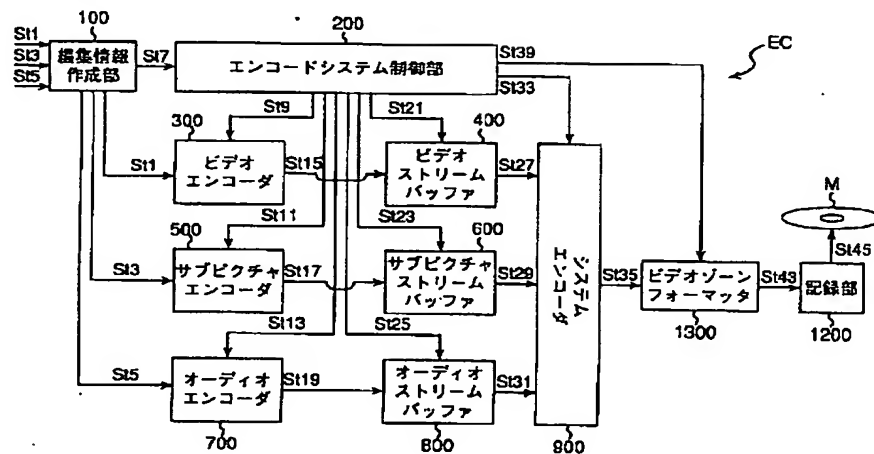 100
200
St1
St3
St5
編集情報
作成部
St7
エンコードシステム制御部
St39
St33
EC
St9
St21
300
400
St1
ビデオ
エンコーダ
St15
ビデオ
ストリーム
バッファ
St27
St11
St23
500
600
St3
サブピクチャ
エンコーダ
St17
サブピクチャ
ストリーム
バッファ
St29
システム
エンコーダ
St35
ビデオゾーン
フォーマッタ
1300
St43
M
St45
記録部
1200
St13
St25
St5
オーディオ
エンコーダ
St19
オーディオ
ストリーム
バッファ
St31
700
800
900